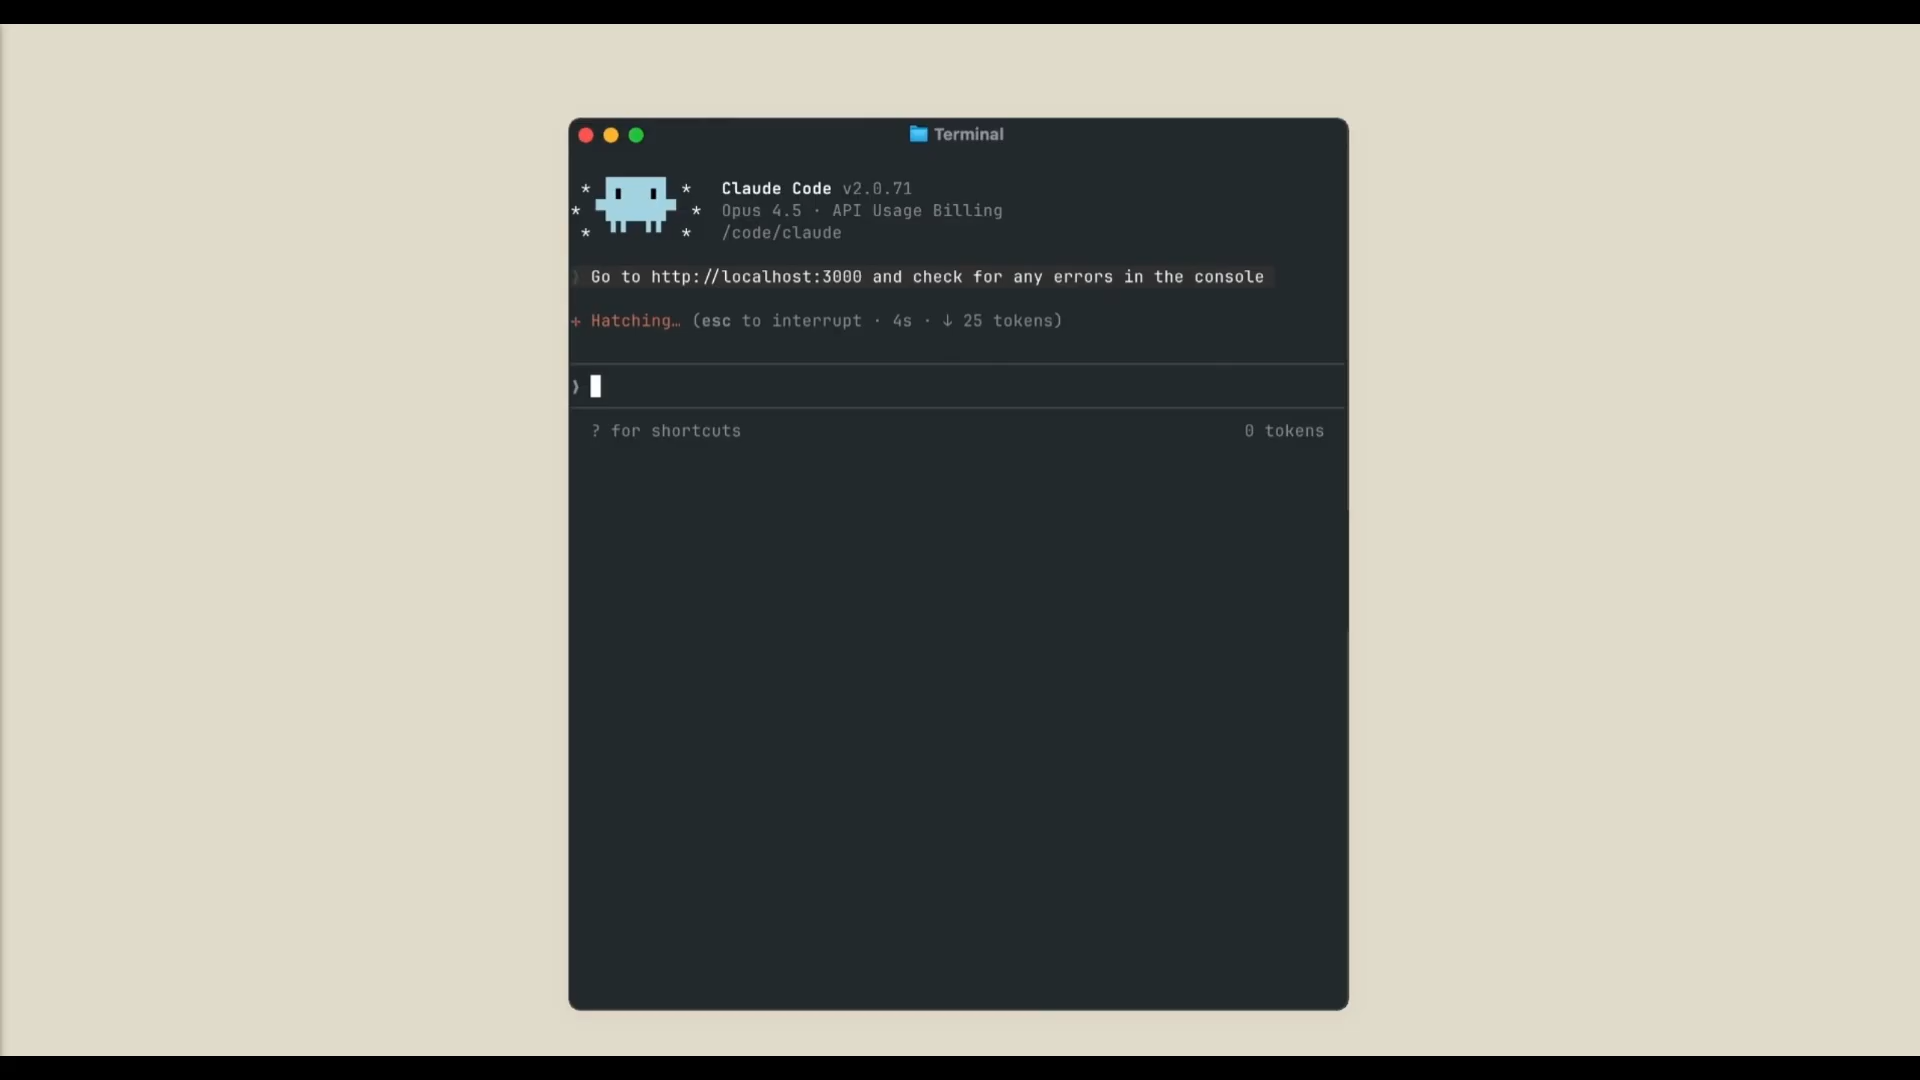 Terminal
Claude Code v2.0.71
Opus 4.5 · API Usage Billing
/code/claude
❯ Go to http://localhost:3000 and check for any errors in the console
+ Hatching… (esc to interrupt · 4s · ↓ 25 tokens)
❯
? for shortcuts 0 tokens